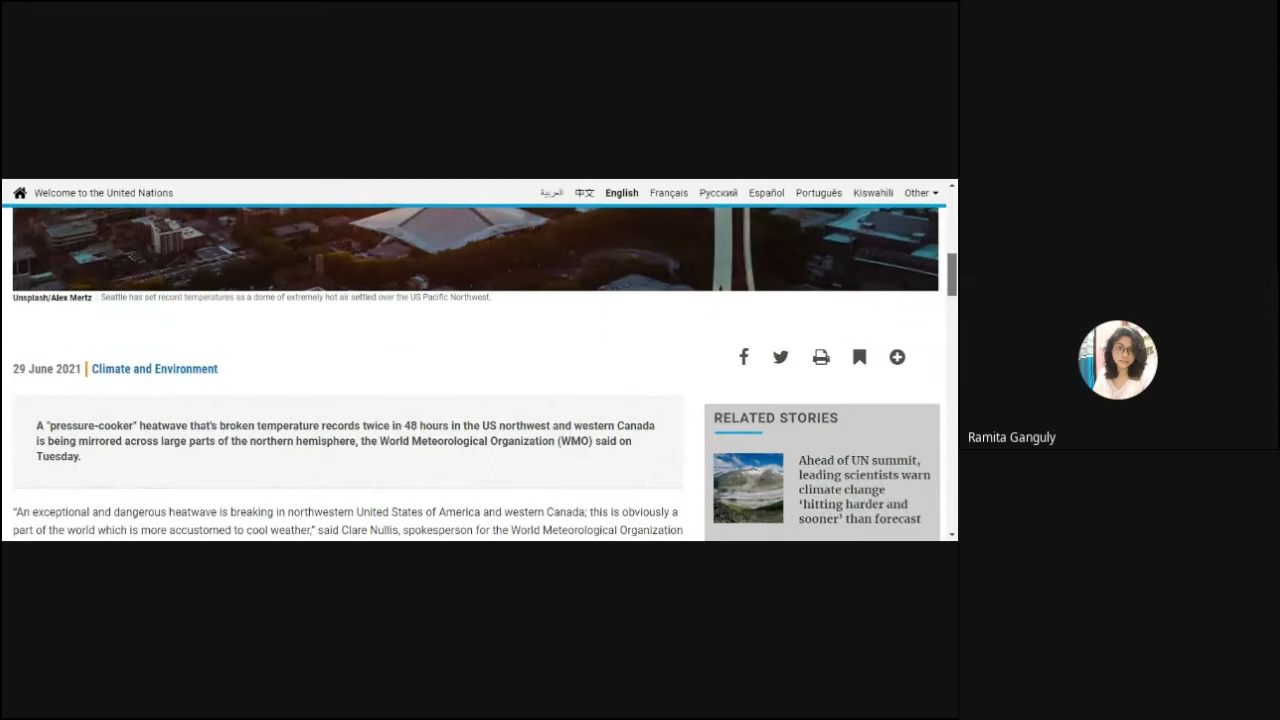 Welcome to the United Nations
العربية 中文 English Français Русский Español Português Kiswahili Other
Unsplash/Alex Mertz | Seattle has set record temperatures as a dome of extremely hot air settled over the US Pacific Northwest.
29 June 2021 | Climate and Environment
A "pressure-cooker" heatwave that's broken temperature records twice in 48 hours in the US northwest and western Canada
is being mirrored across large parts of the northern hemisphere, the World Meteorological Organization (WMO) said on
Tuesday.
“An exceptional and dangerous heatwave is breaking in northwestern United States of America and western Canada; this is obviously a
part of the world which is more accustomed to cool weather,” said Clare Nullis, spokesperson for the World Meteorological Organization
RELATED STORIES
Ahead of UN summit,
leading scientists warn
climate change
‘hitting harder and
sooner’ than forecast
Ramita Ganguly